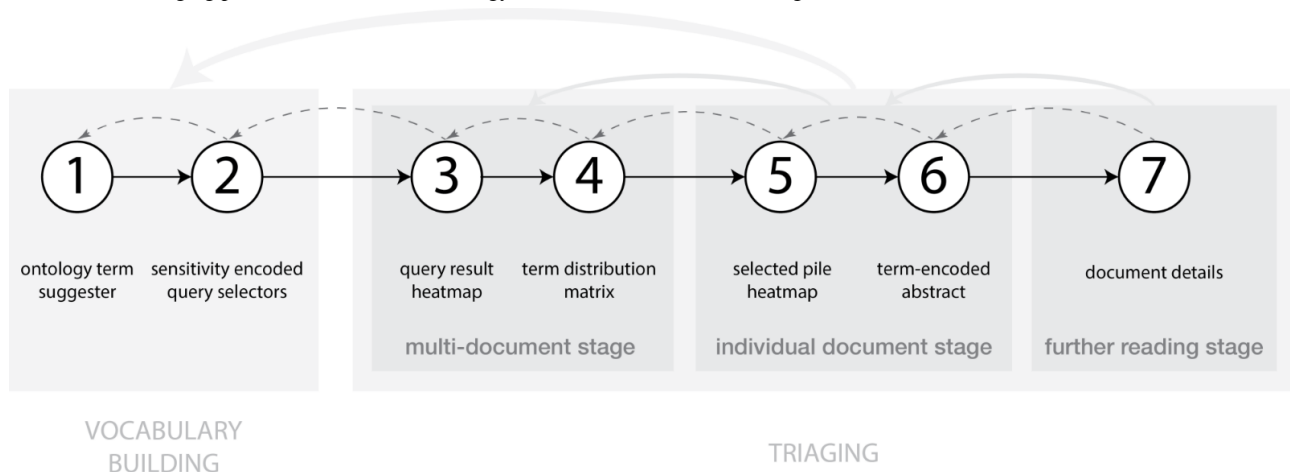 1
2
3
4
5
6
7
ontology term
suggester
sensitivity encoded
query selectors
query result
heatmap
term distribution
matrix
selected pile
heatmap
term-encoded
abstract
document details
multi-document stage
individual document stage
further reading stage
VOCABULARY
BUILDING
TRIAGING